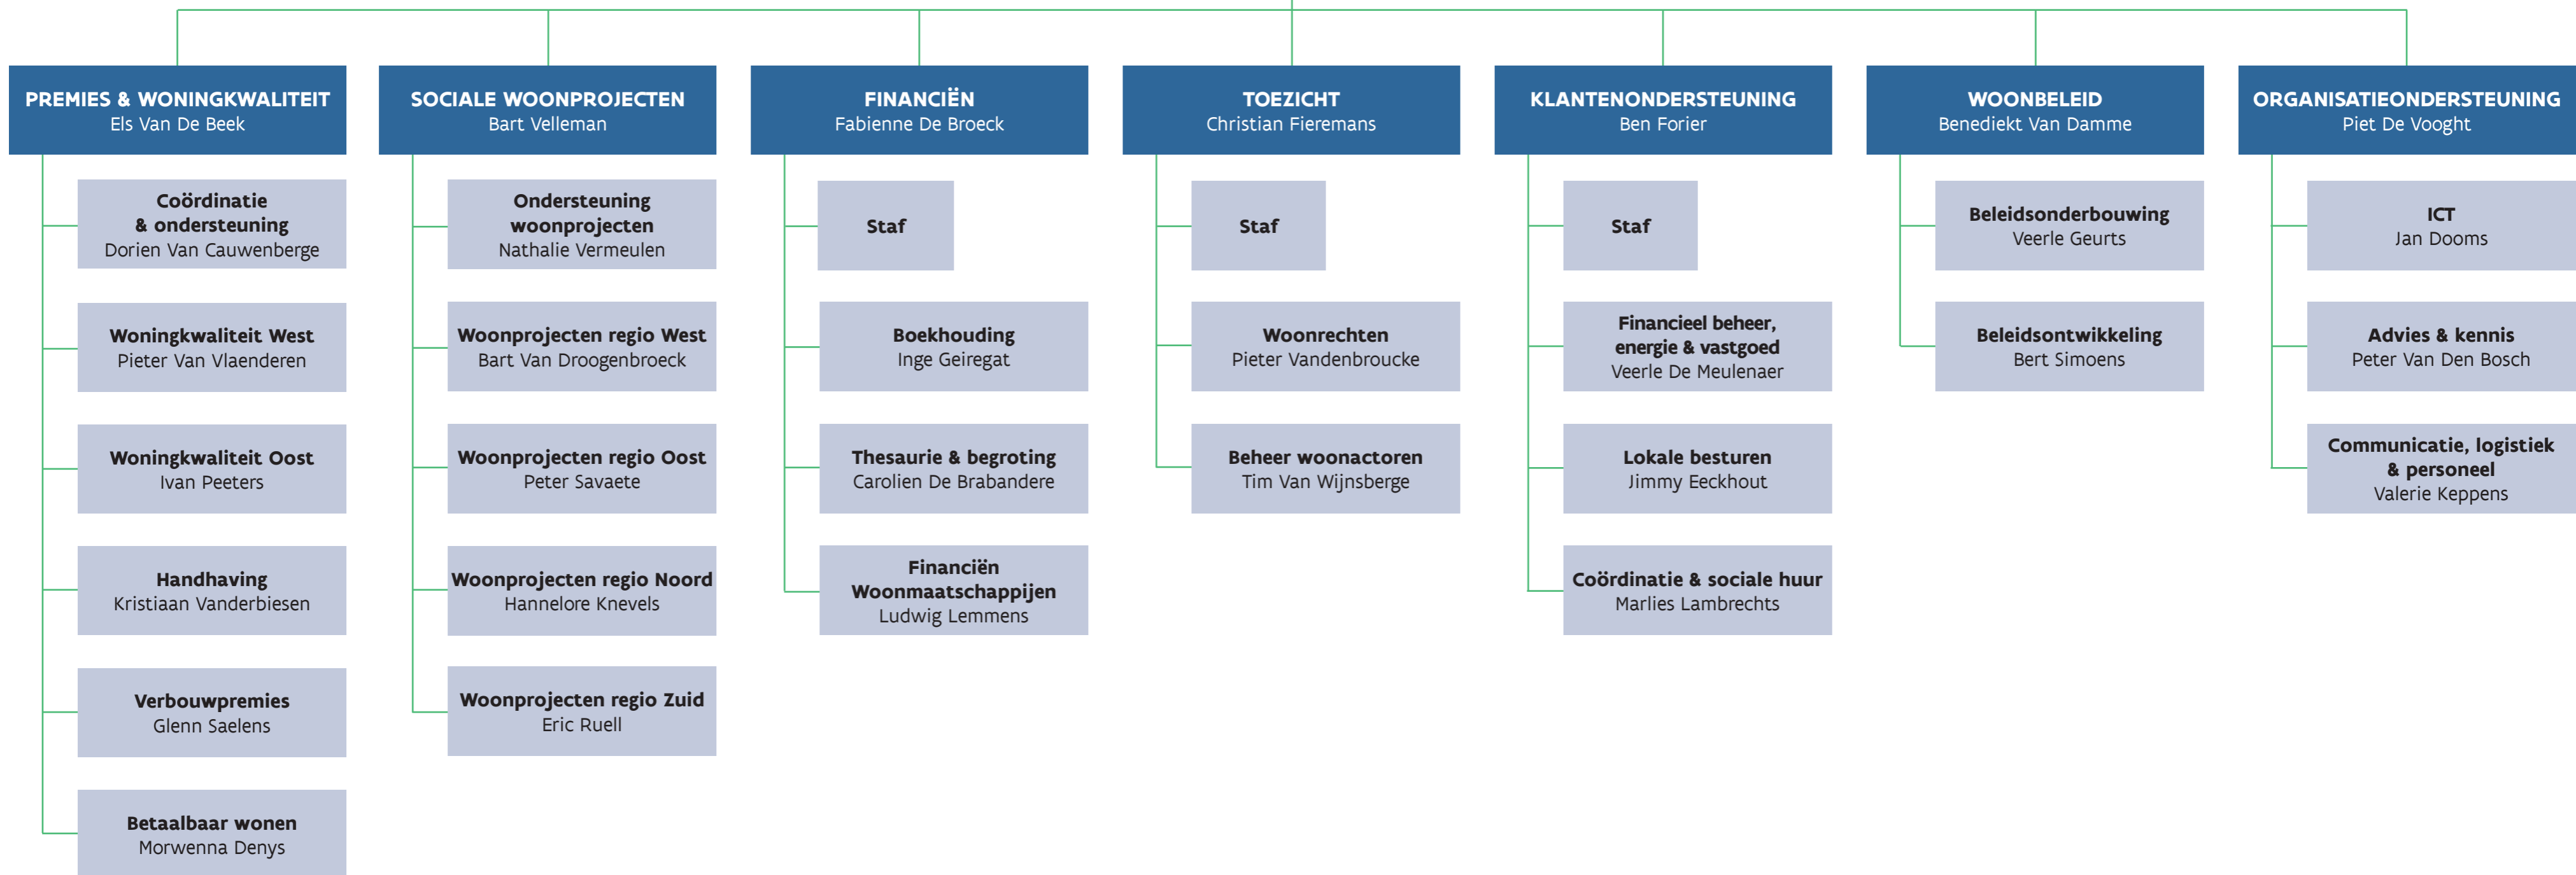 PREMIES & WONINGKWALITEIT
Els Van De Beek
Coördinatie
& ondersteuning
Dorien Van Cauwenberge
Woningkwaliteit West
Pieter Van Vlaenderen
Woningkwaliteit Oost
Ivan Peeters
Handhaving
Kristiaan Vanderbiesen
Verbouwpremies
Glenn Saelens
Betaalbaar wonen
Morwenna Denys
SOCIALE WOONPROJECTEN
Bart Velleman
Ondersteuning
woonprojecten
Nathalie Vermeulen
Woonprojecten regio West
Bart Van Droogenbroeck
Woonprojecten regio Oost
Peter Savaete
Woonprojecten regio Noord
Hannelore Knevels
Woonprojecten regio Zuid
Eric Ruell
FINANCIËN
Fabienne De Broeck
Staf
Boekhouding
Inge Geiregat
Thesaurie & begroting
Carolien De Brabandere
Financiën
Woonmaatschappijen
Ludwig Lemmens
TOEZICHT
Christian Fieremans
Staf
Woonrechten
Pieter Vandenbroucke
Beheer woonactoren
Tim Van Wijnsberge
KLANTENONDERSTEUNING
Ben Forier
Staf
Financieel beheer,
energie & vastgoed
Veerle De Meulenaer
Lokale besturen
Jimmy Eeckhout
Coördinatie & sociale huur
Marlies Lambrechts
WOONBELEID
Benediekt Van Damme
Beleidsonderbouwing
Veerle Geurts
Beleidsontwikkeling
Bert Simoens
ORGANISATIEONDERSTEUNING
Piet De Vooght
ICT
Jan Dooms
Advies & kennis
Peter Van Den Bosch
Communicatie, logistiek
& personeel
Valerie Keppens